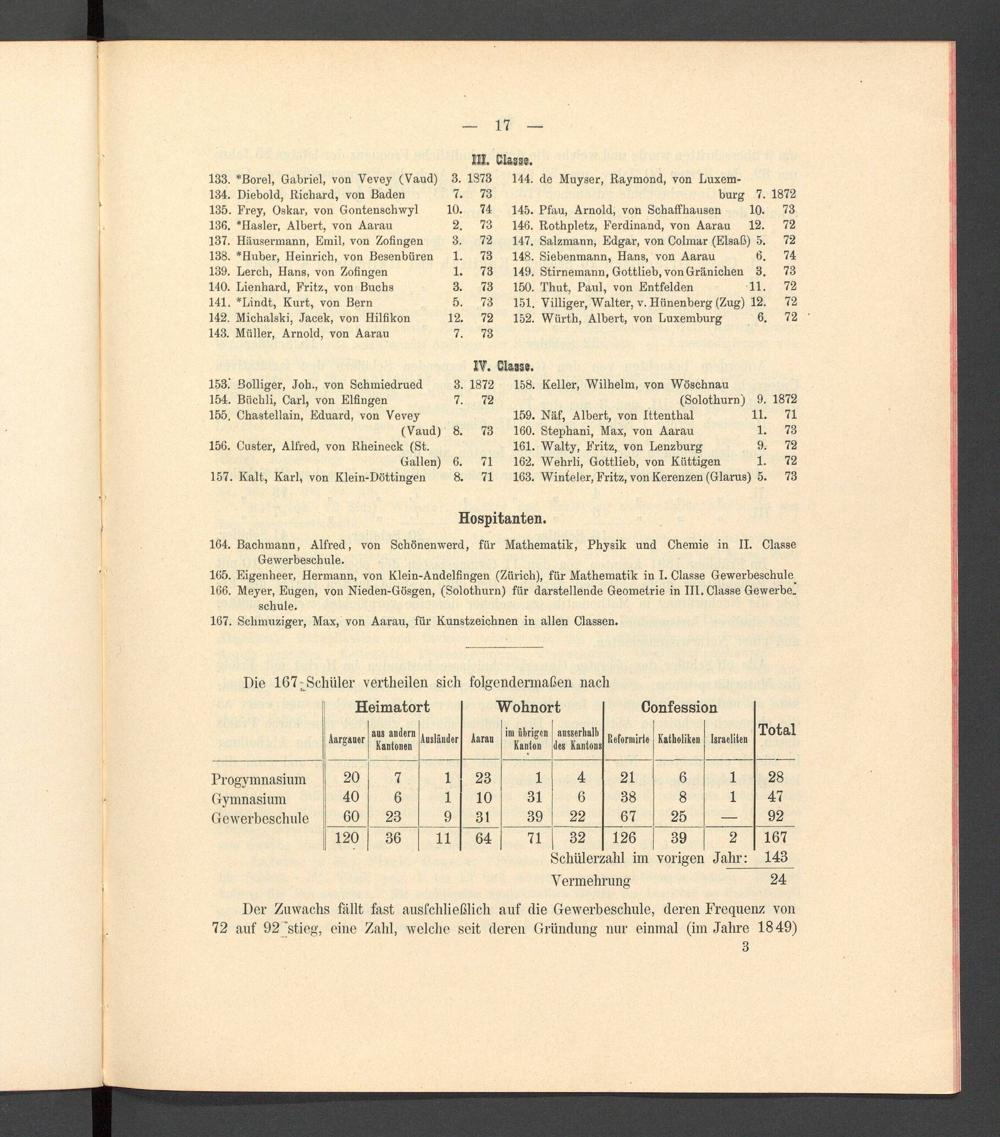 — 17 —
III. Classe.
133. *Borel, Gabriel, von Vevey (Vaud) 3. 1873
134. Diebold, Richard, von Baden 7. 73
135. Frey, Oskar, von Gontenschwyl 10. 74
136. *Hasler, Albert, von Aarau 2. 73
137. Häusermann, Emil, von Zofingen 3. 72
138. *Huber, Heinrich, von Besenbüren 1. 73
139. Lerch, Hans, von Zofingen 1. 73
140. Lienhard, Fritz, von Buchs 3. 73
141. *Lindt, Kurt, von Bern 5. 73
142. Michalski, Jacek, von Hilfikon 12. 72
143. Müller, Arnold, von Aarau 7. 73
144. de Muyser, Raymond, von Luxem-
burg 7. 1872
145. Pfau, Arnold, von Schaffhausen 10. 73
146. Rothpletz, Ferdinand, von Aarau 12. 72
147. Salzmann, Edgar, von Colmar (Elsaß) 5. 72
148. Siebenmann, Hans, von Aarau 6. 74
149. Stirnemann, Gottlieb, von Gränichen 3. 73
150. Thut, Paul, von Entfelden 11. 72
151. Villiger, Walter, v. Hünenberg (Zug) 12. 72
152. Würth, Albert, von Luxemburg 6. 72
IV. Classe.
153. Bolliger, Joh., von Schmiedrued 3. 1872
154. Büchli, Carl, von Elfingen 7. 72
155. Chastellain, Eduard, von Vevey
(Vaud) 8. 73
156. Custer, Alfred, von Rheineck (St.
Gallen) 6. 71
157. Kalt, Karl, von Klein-Döttingen 8. 71
158. Keller, Wilhelm, von Wöschnau
(Solothurn) 9. 1872
159. Näf, Albert, von Ittenthal 11. 71
160. Stephani, Max, von Aarau 1. 73
161. Walty, Fritz, von Lenzburg 9. 72
162. Wehrli, Gottlieb, von Küttigen 1. 72
163. Winteler, Fritz, von Kerenzen (Glarus) 5. 73
Hospitanten.
164. Bachmann, Alfred, von Schönenwerd, für Mathematik, Physik und Chemie in II. Classe
Gewerbeschule.
165. Eigenheer, Hermann, von Klein-Andelfingen (Zürich), für Mathematik in I. Classe Gewerbeschule.
166. Meyer, Eugen, von Nieden-Gösgen, (Solothurn) für darstellende Geometrie in III. Classe Gewerbe-
schule.
167. Schmuziger, Max, von Aarau, für Kunstzeichnen in allen Classen.
Die 167 Schüler vertheilen sich folgendermaßen nach
Heimatort Wohnort Confession
Aargauer aus andern Kantonen Ausländer Aarau im übrigen Kanton ausserhalb des Kantons Reformirte Katholiken Israeliten Total
Progymnasium 20 7 1 23 1 4 21 6 1 28
Gymnasium 40 6 1 10 31 6 38 8 1 47
Gewerbeschule 60 23 9 31 39 22 67 25 — 92
120 36 11 64 71 32 126 39 2 167
Schülerzahl im vorigen Jahr: 143
Vermehrung 24
Der Zuwachs fällt fast ausſchließlich auf die Gewerbeschule, deren Frequenz von
72 auf 92 stieg, eine Zahl, welche seit deren Gründung nur einmal (im Jahre 1849)
3